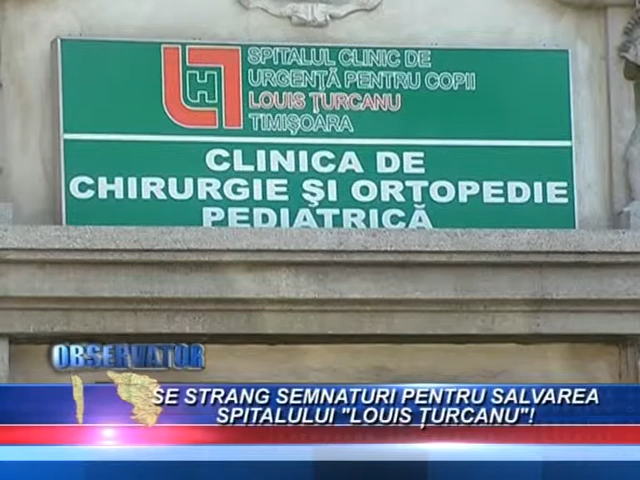 SPITALUL CLINIC DE
URGENȚĂ PENTRU COPII
LOUIS ȚURCANU
TIMIȘOARA
CLINICA DE
CHIRURGIE ȘI ORTOPEDIE
PEDIATRICĂ
OBSERVATOR
SE STRANG SEMNATURI PENTRU SALVAREA
SPITALULUI "LOUIS ȚURCANU"!